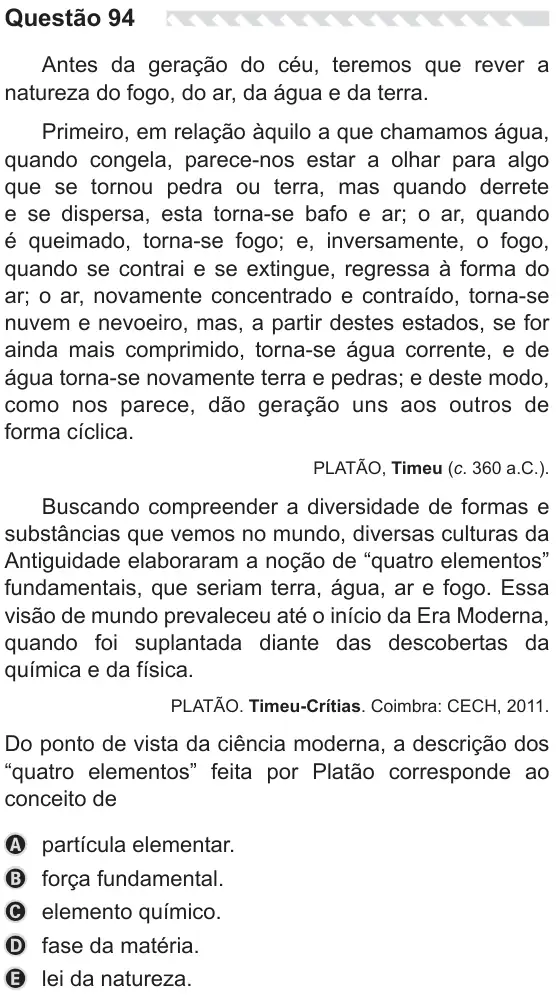 Questão 94
Antes da geração do céu, teremos que rever a
natureza do fogo, do ar, da água e da terra.
Primeiro, em relação àquilo a que chamamos água,
quando congela, parece-nos estar a olhar para algo
que se tornou pedra ou terra, mas quando derrete
e se dispersa, esta torna-se bafo e ar; o ar, quando
é queimado, torna-se fogo; e, inversamente, o fogo,
quando se contrai e se extingue, regressa à forma do
ar; o ar, novamente concentrado e contraído, torna-se
nuvem e nevoeiro, mas, a partir destes estados, se for
ainda mais comprimido, torna-se água corrente, e de
água torna-se novamente terra e pedras; e deste modo,
como nos parece, dão geração uns aos outros de
forma cíclica.
PLATÃO, Timeu (c. 360 a.C.).
Buscando compreender a diversidade de formas e
substâncias que vemos no mundo, diversas culturas da
Antiguidade elaboraram a noção de “quatro elementos”
fundamentais, que seriam terra, água, ar e fogo. Essa
visão de mundo prevaleceu até o início da Era Moderna,
quando foi suplantada diante das descobertas da
química e da física.
PLATÃO. Timeu-Crítias. Coimbra: CECH, 2011.
Do ponto de vista da ciência moderna, a descrição dos
“quatro elementos” feita por Platão corresponde ao
conceito de
A partícula elementar.
B força fundamental.
C elemento químico.
D fase da matéria.
E lei da natureza.